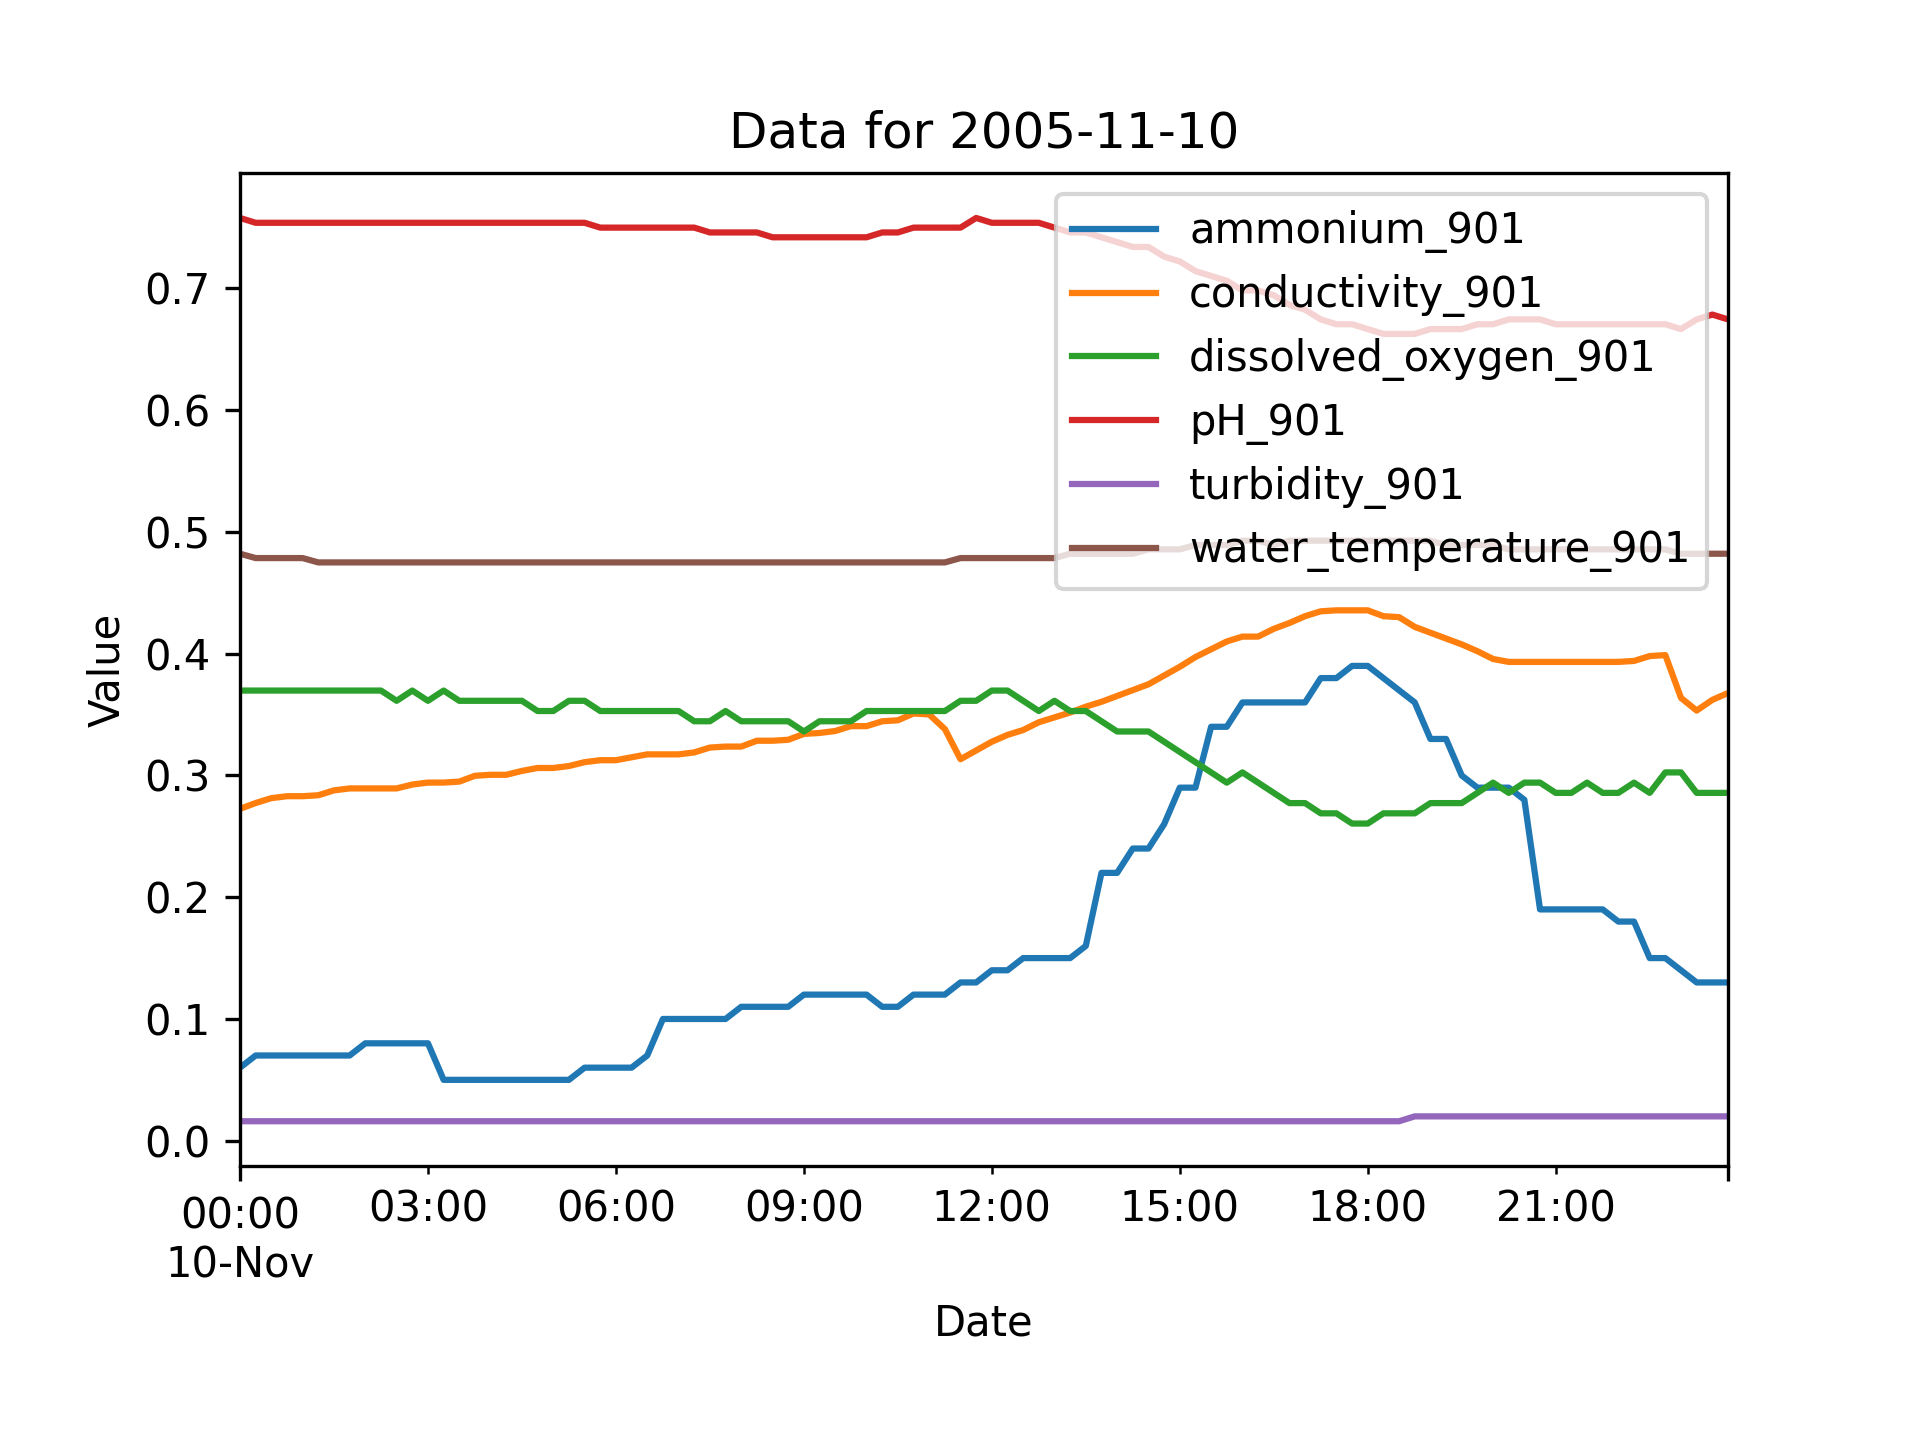 Data for 2005-11-10
ammonium_901
conductivity_901
dissolved_oxygen_901
pH_901
turbidity_901
water_temperature_901
Value
0.7
0.6
0.5
0.4
0.3
0.2
0.1
0.0
00:00 03:00 06:00 09:00 12:00 15:00 18:00 21:00
10-Nov
Date